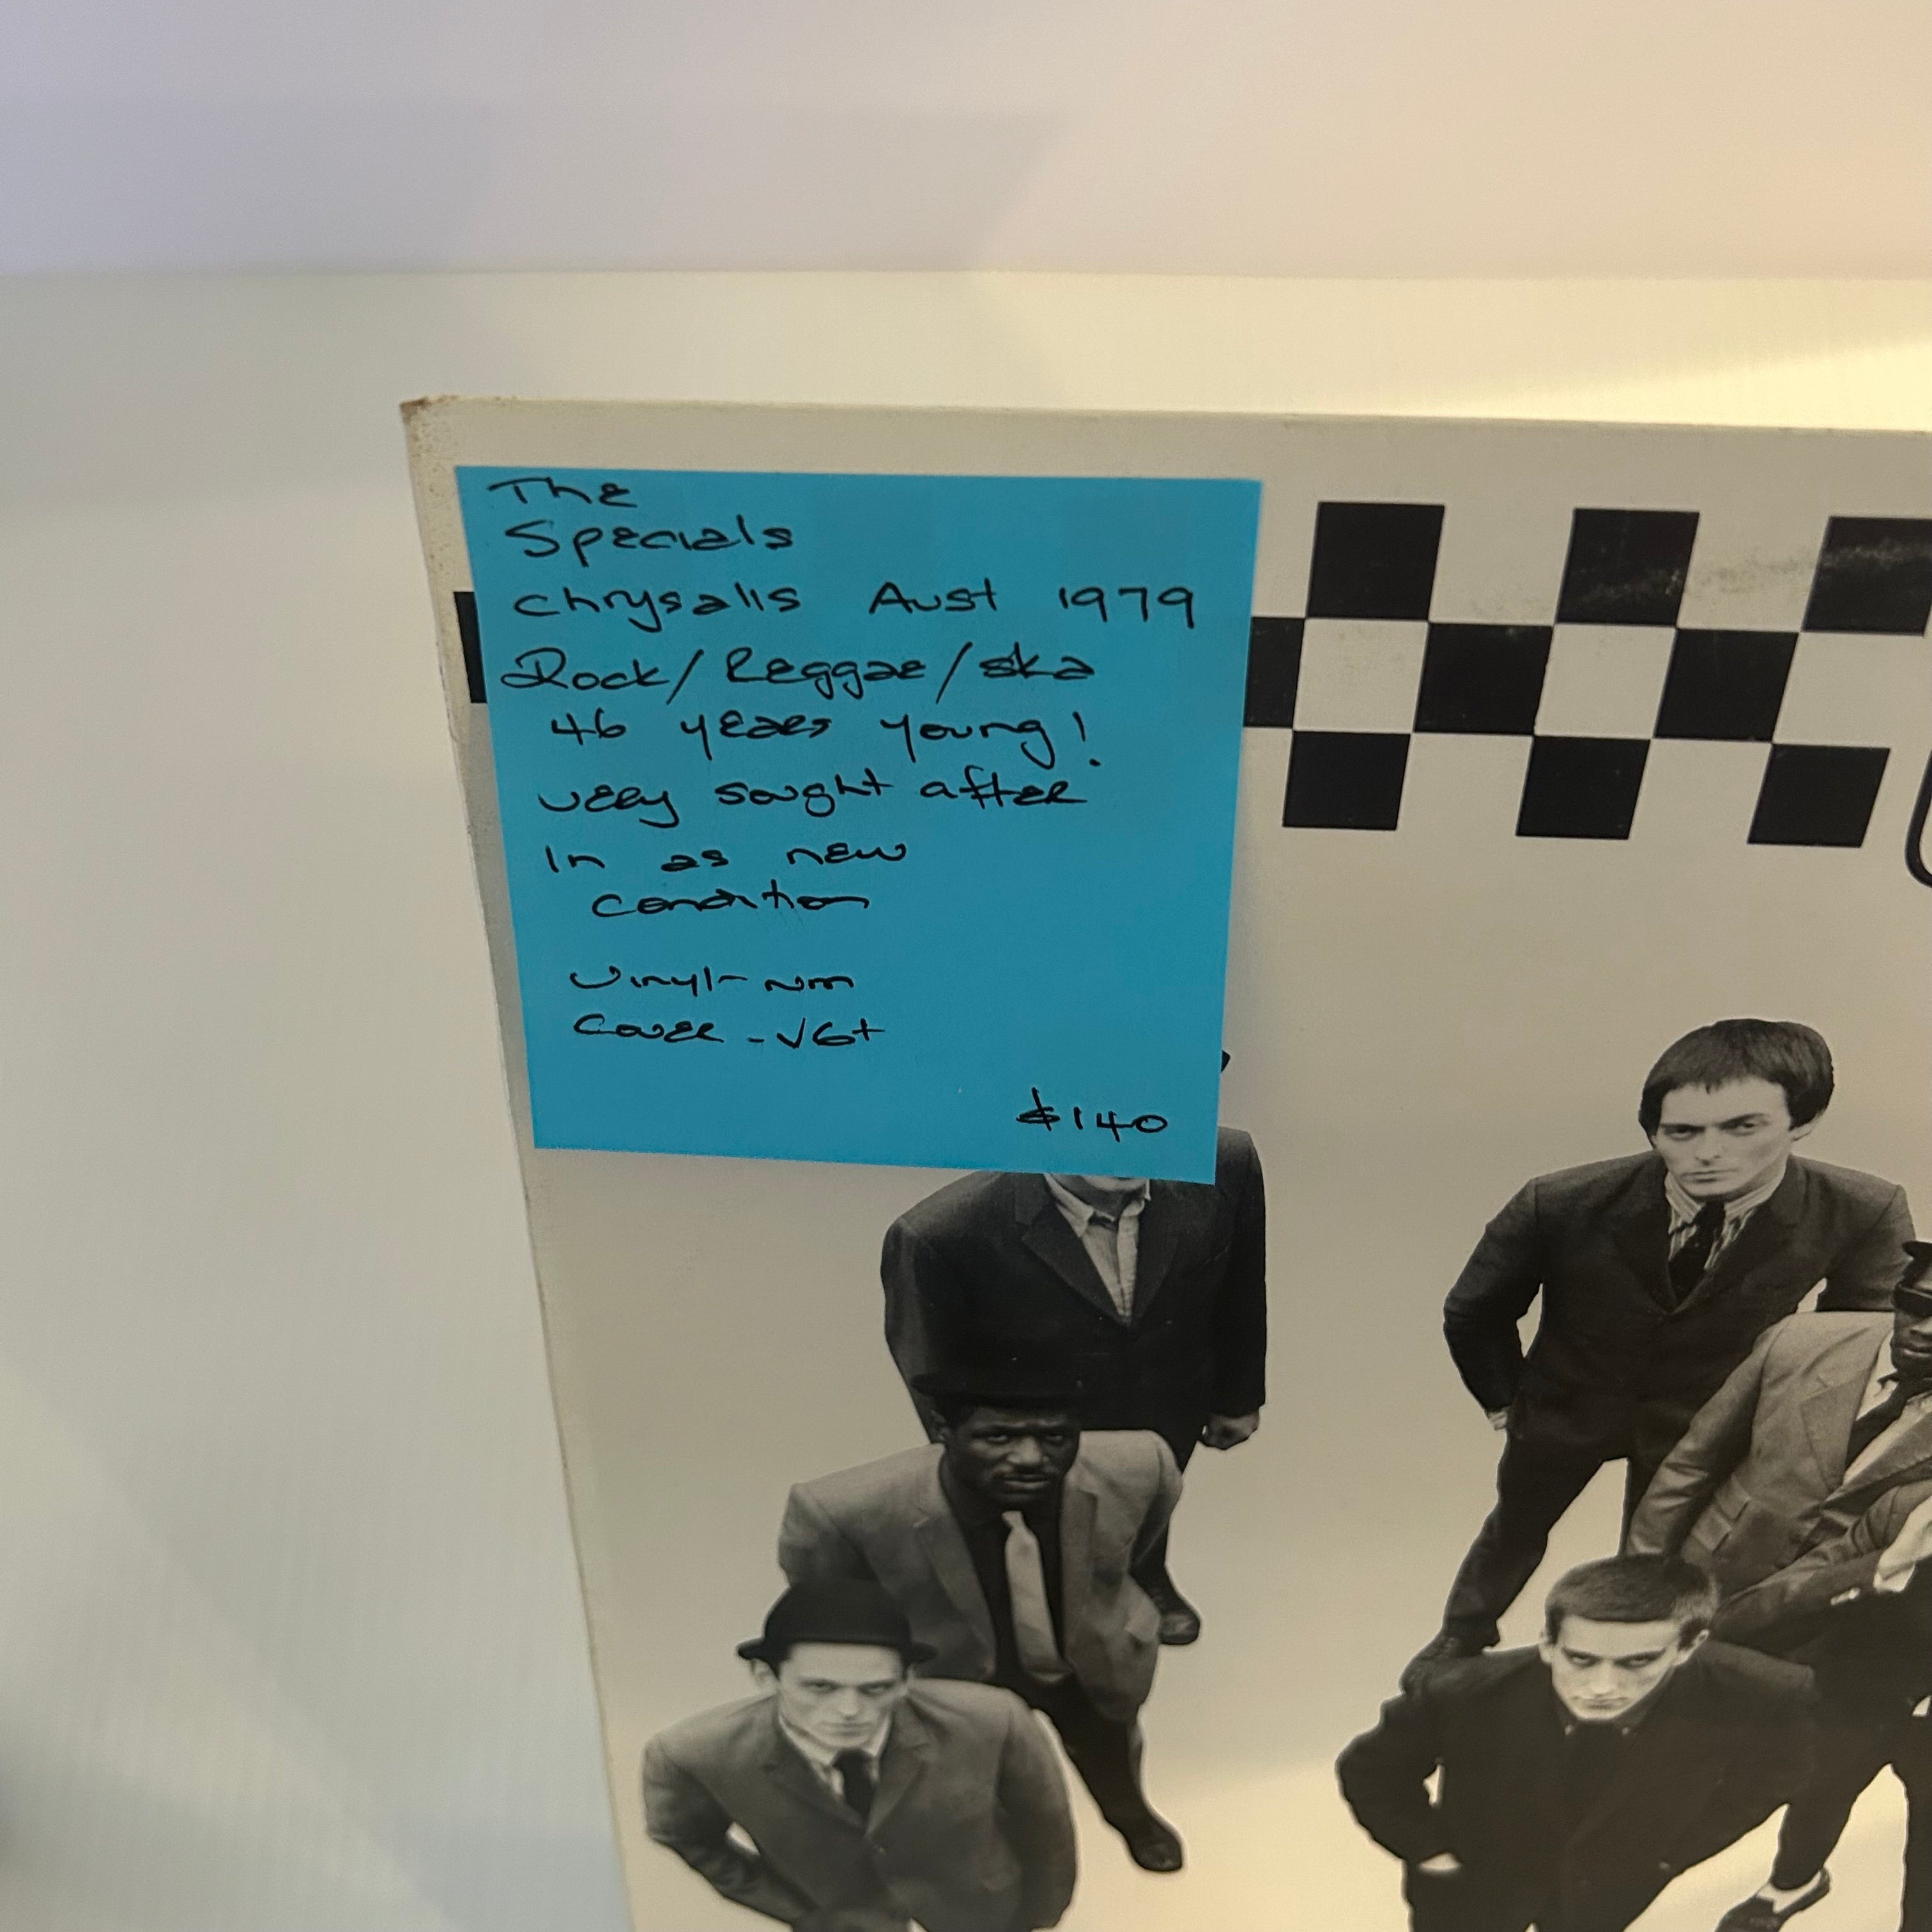 The
Specials
Chrysalis Aust 1979
Rock/Reggae/ska
46 years young!
very sought after
In as new
condition
Vinyl - NM
Cover - VG+
$140